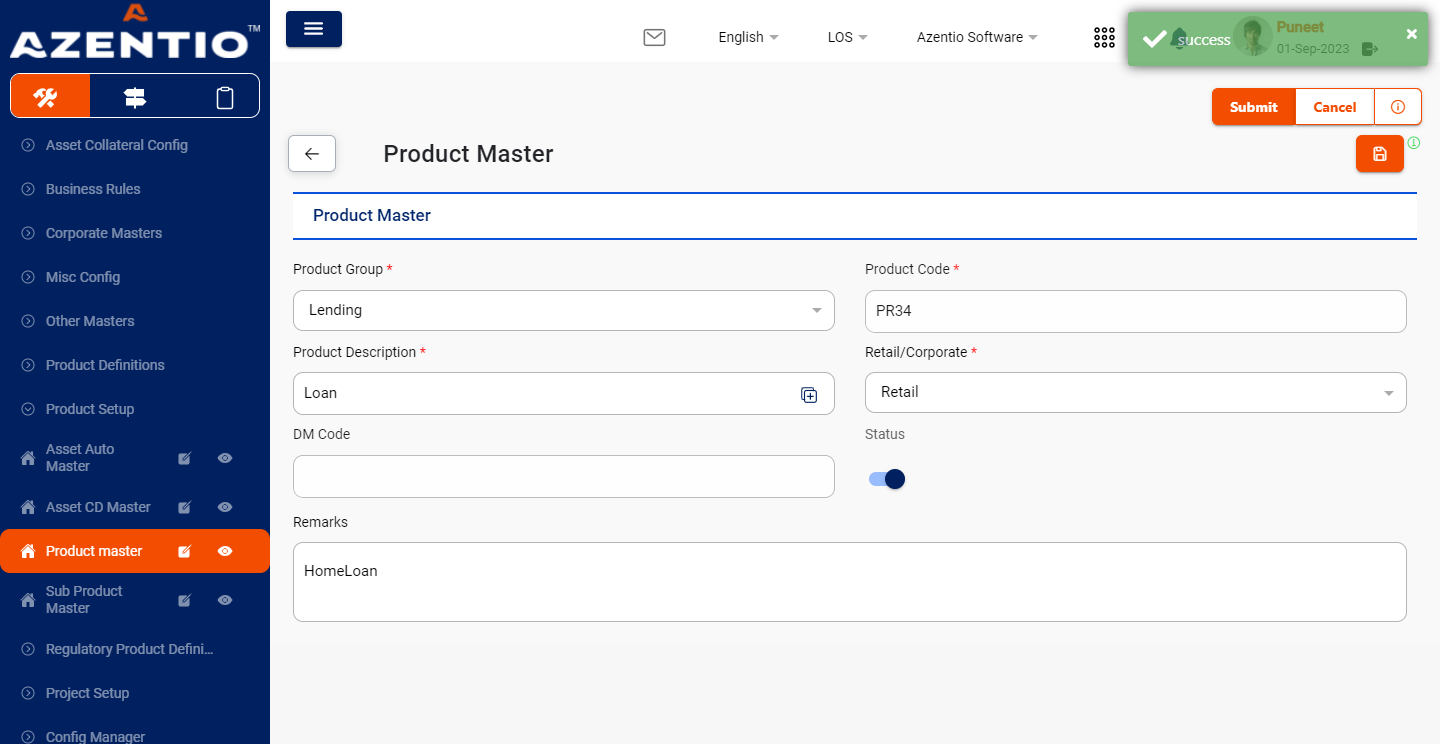 AZENTIO™
Asset Collateral Config
Business Rules
Corporate Masters
Misc Config
Other Masters
Product Definitions
Product Setup
Asset Auto
Master
Asset CD Master
Product master
Sub Product
Master
Regulatory Product Defini...
Project Setup
Config Manager
English
LOS
Azentio Software
success
Puneet
01-Sep-2023
Submit
Cancel
Product Master
Product Master
Product Group *
Lending
Product Code *
PR34
Product Description *
Loan
Retail/Corporate *
Retail
DM Code
Status
Remarks
HomeLoan